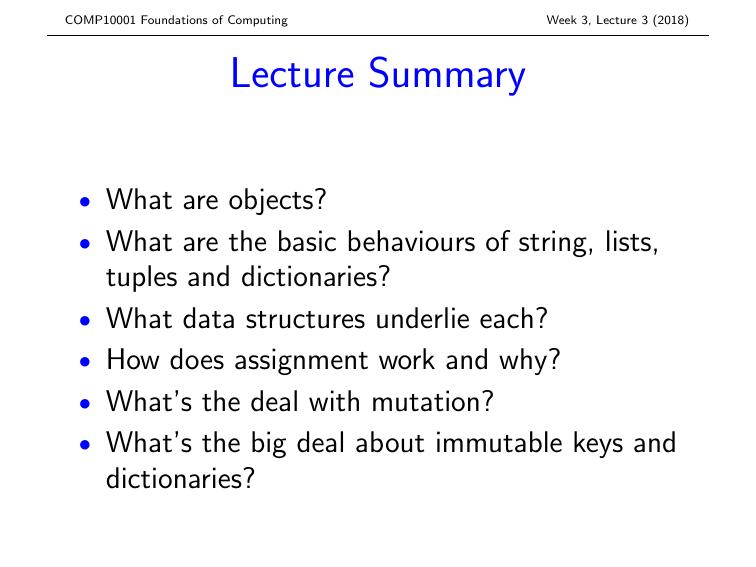 COMP10001 Foundations of Computing
Week 3, Lecture 3 (2018)
Lecture Summary
• What are objects?
• What are the basic behaviours of string, lists,
tuples and dictionaries?
• What data structures underlie each?
• How does assignment work and why?
• What's the deal with mutation?
• What's the big deal about immutable keys and
dictionaries?